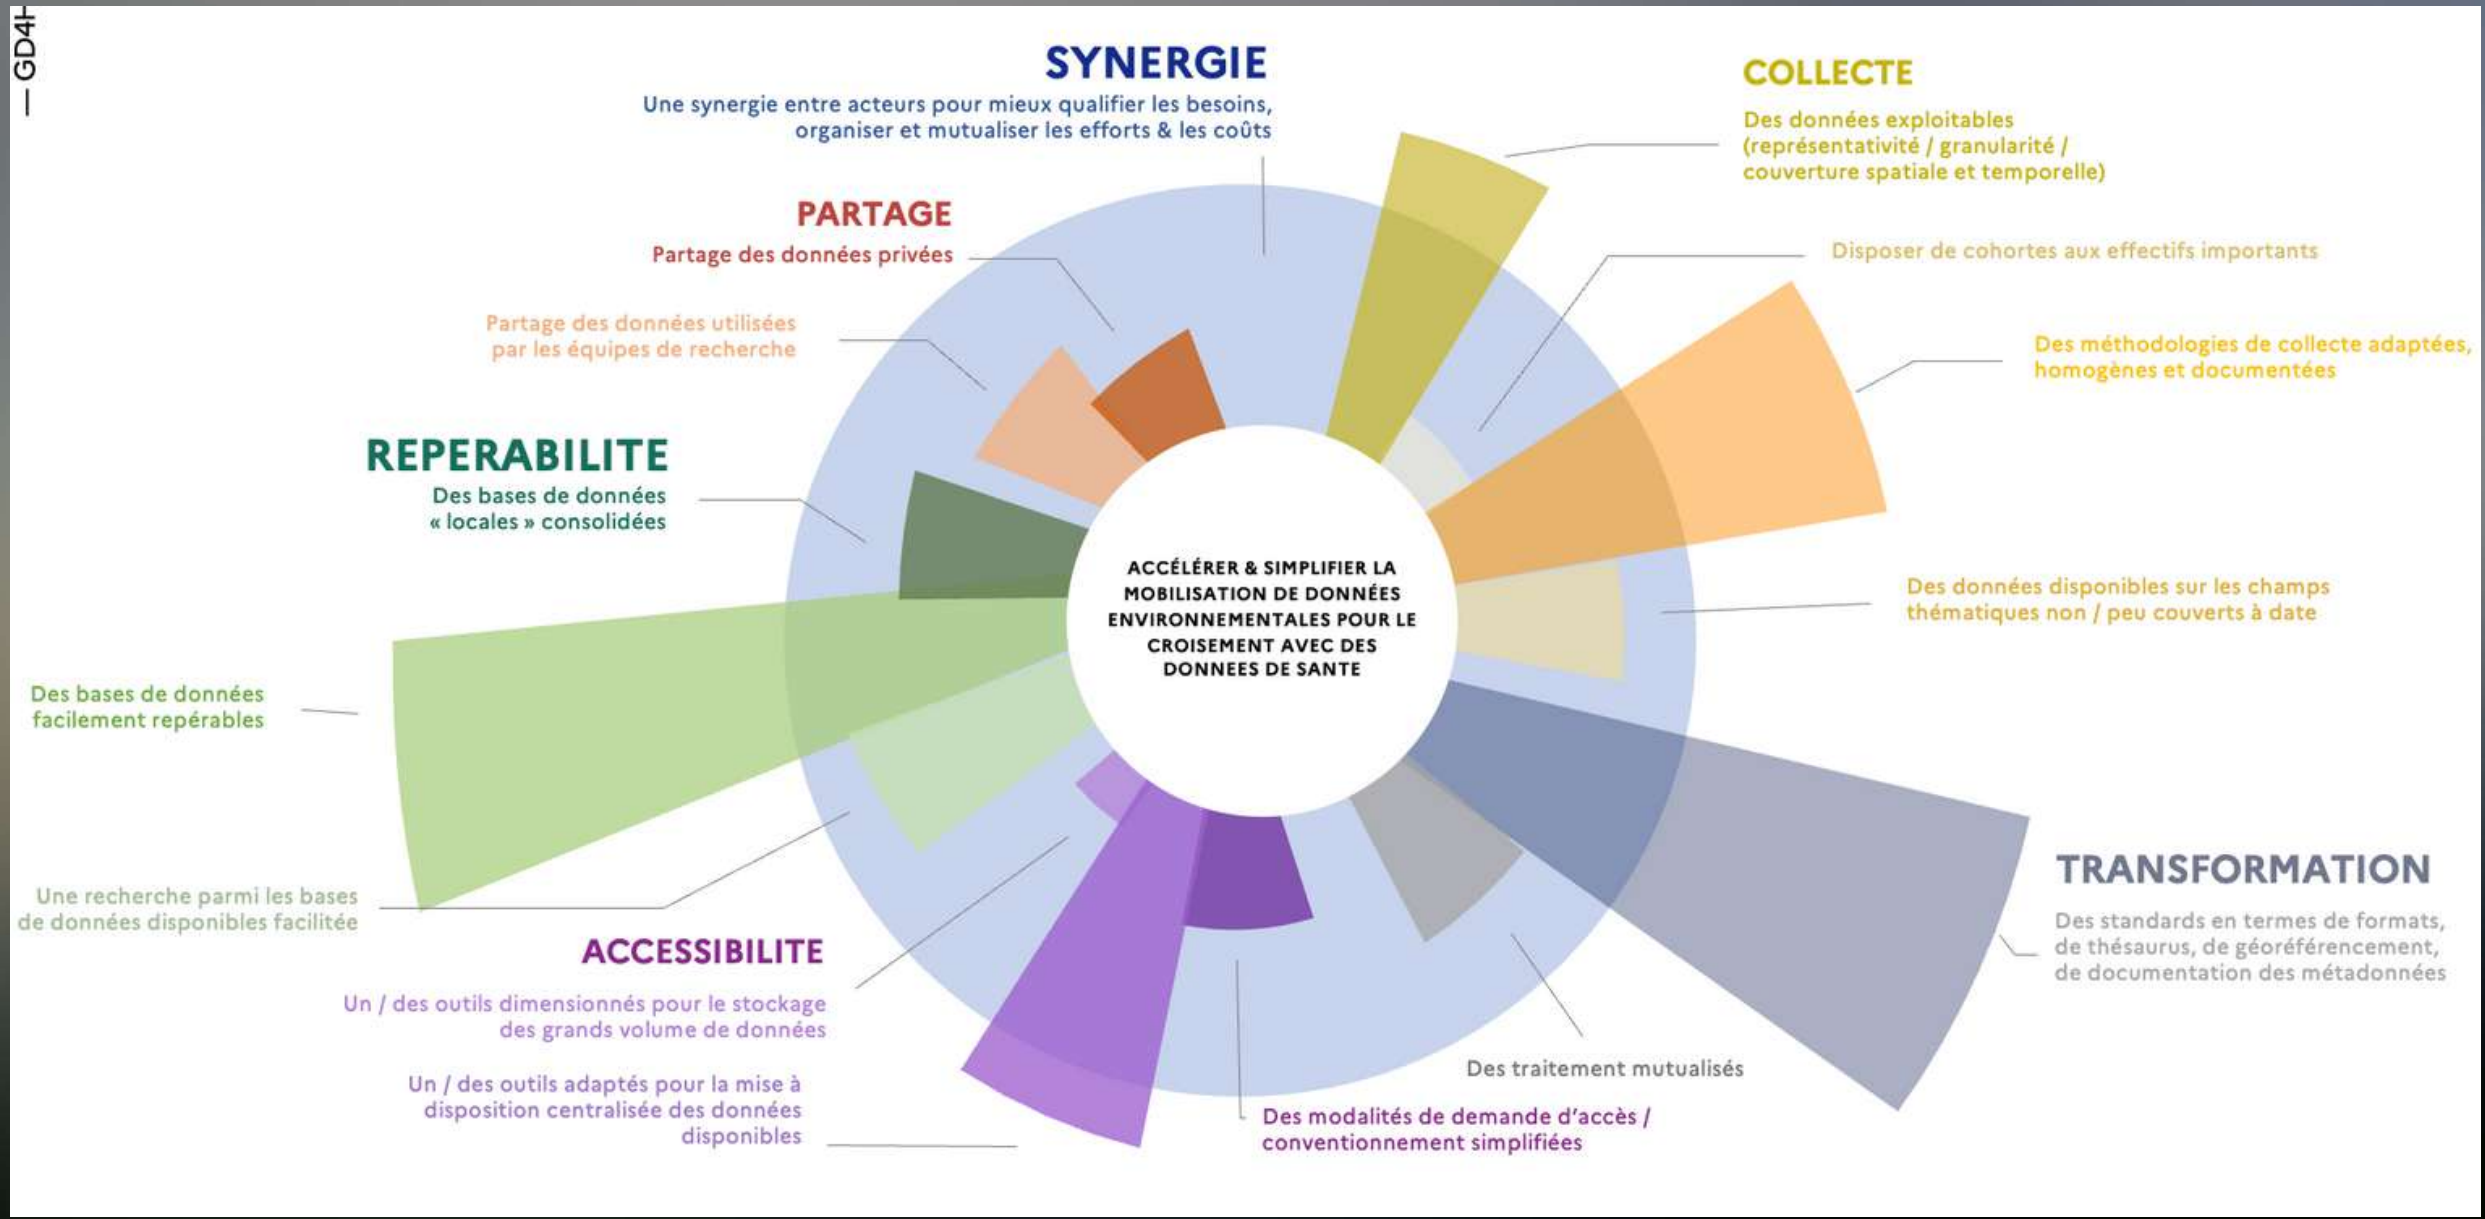 — GD4H
SYNERGIE
Une synergie entre acteurs pour mieux qualifier les besoins,
organiser et mutualiser les efforts & les coûts
COLLECTE
Des données exploitables
(représentativité / granularité /
couverture spatiale et temporelle)
Disposer de cohortes aux effectifs importants
Des méthodologies de collecte adaptées,
homogènes et documentées
Des données disponibles sur les champs
thématiques non / peu couverts à date
TRANSFORMATION
Des standards en termes de formats,
de thésaurus, de géoréférencement,
de documentation des métadonnées
Des traitement mutualisés
Des modalités de demande d'accès /
conventionnement simplifiées
PARTAGE
Partage des données privées
Partage des données utilisées
par les équipes de recherche
REPERABILITE
Des bases de données
« locales » consolidées
Des bases de données
facilement repérables
Une recherche parmi les bases
de données disponibles facilitée
ACCESSIBILITE
Un / des outils dimensionnés pour le stockage
des grands volume de données
Un / des outils adaptés pour la mise à
disposition centralisée des données
disponibles
ACCÉLÉRER & SIMPLIFIER LA
MOBILISATION DE DONNÉES
ENVIRONNEMENTALES POUR LE
CROISEMENT AVEC DES
DONNEES DE SANTE